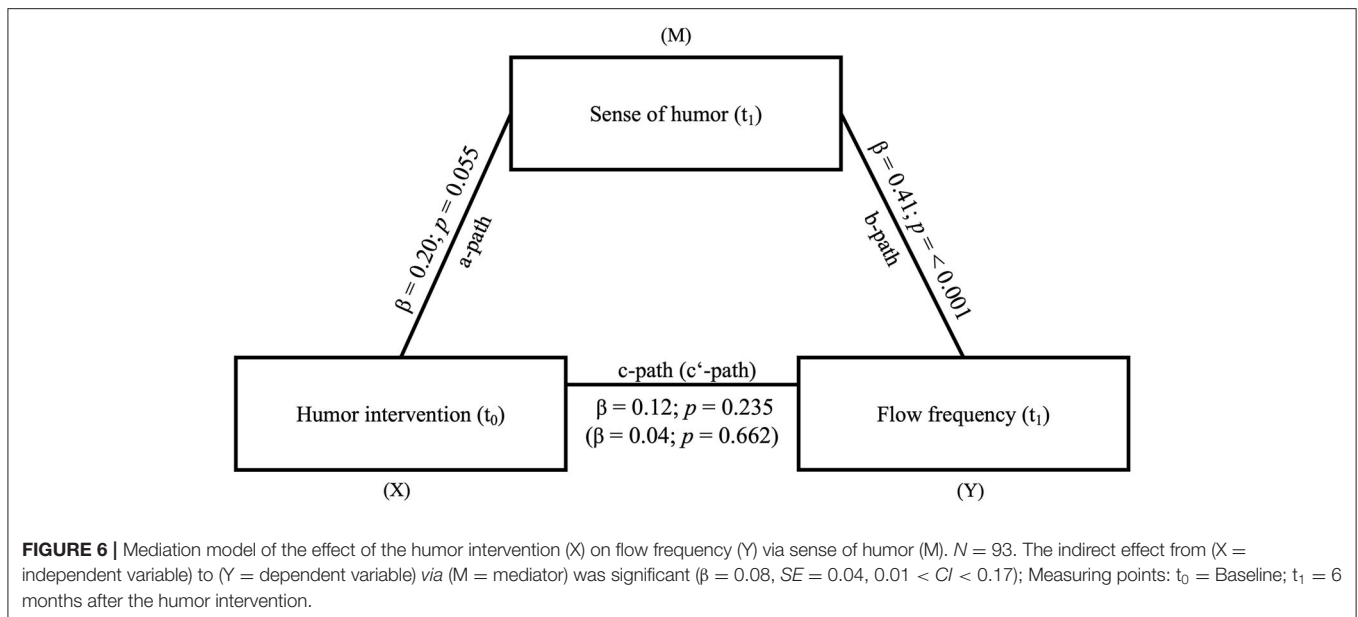 (M)
Sense of humor (t₁)
β = 0.20; p = 0.055
a-path
β = 0.41; p = < 0.001
b-path
c-path (c‘-path)
β = 0.12; p = 0.235
(β = 0.04; p = 0.662)
Humor intervention (t₀)
Flow frequency (t₁)
(X)
(Y)
FIGURE 6 | Mediation model of the effect of the humor intervention (X) on flow frequency (Y) via sense of humor (M). N = 93. The indirect effect from (X =
independent variable) to (Y = dependent variable) via (M = mediator) was significant (β = 0.08, SE = 0.04, 0.01 < CI < 0.17); Measuring points: t₀ = Baseline; t₁ = 6
months after the humor intervention.